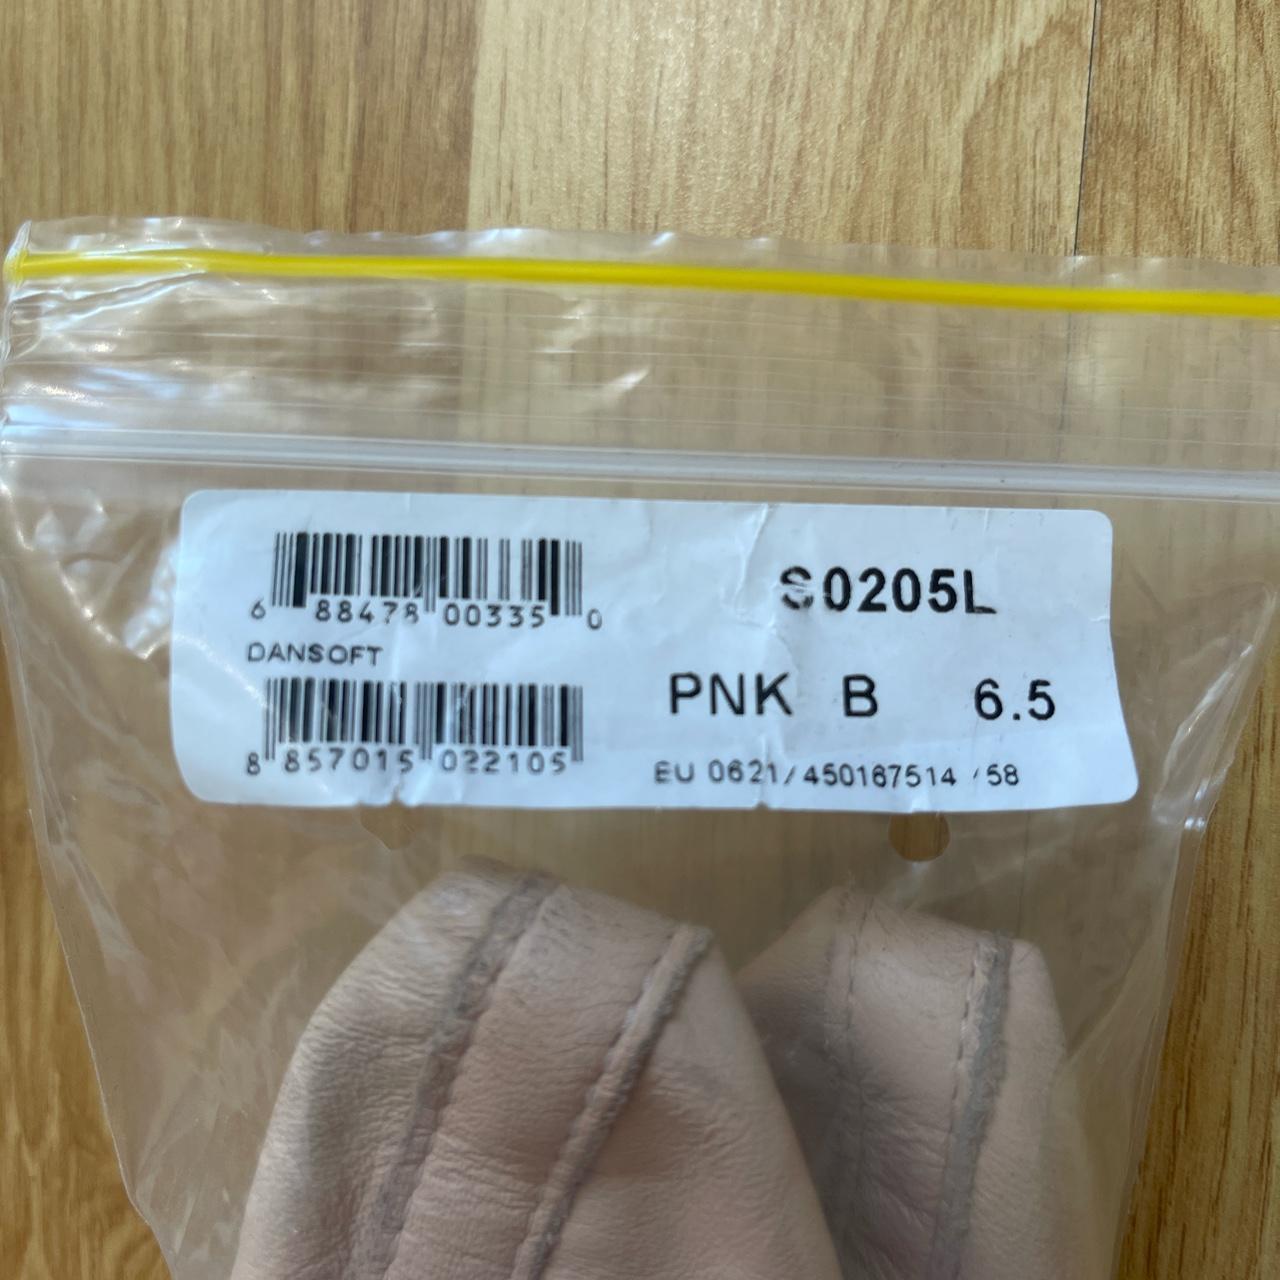 6 88478 00335 0
DANSOFT
8 857015 022105
S0205L
PNK B 6.5
EU 0621/450167514 /58